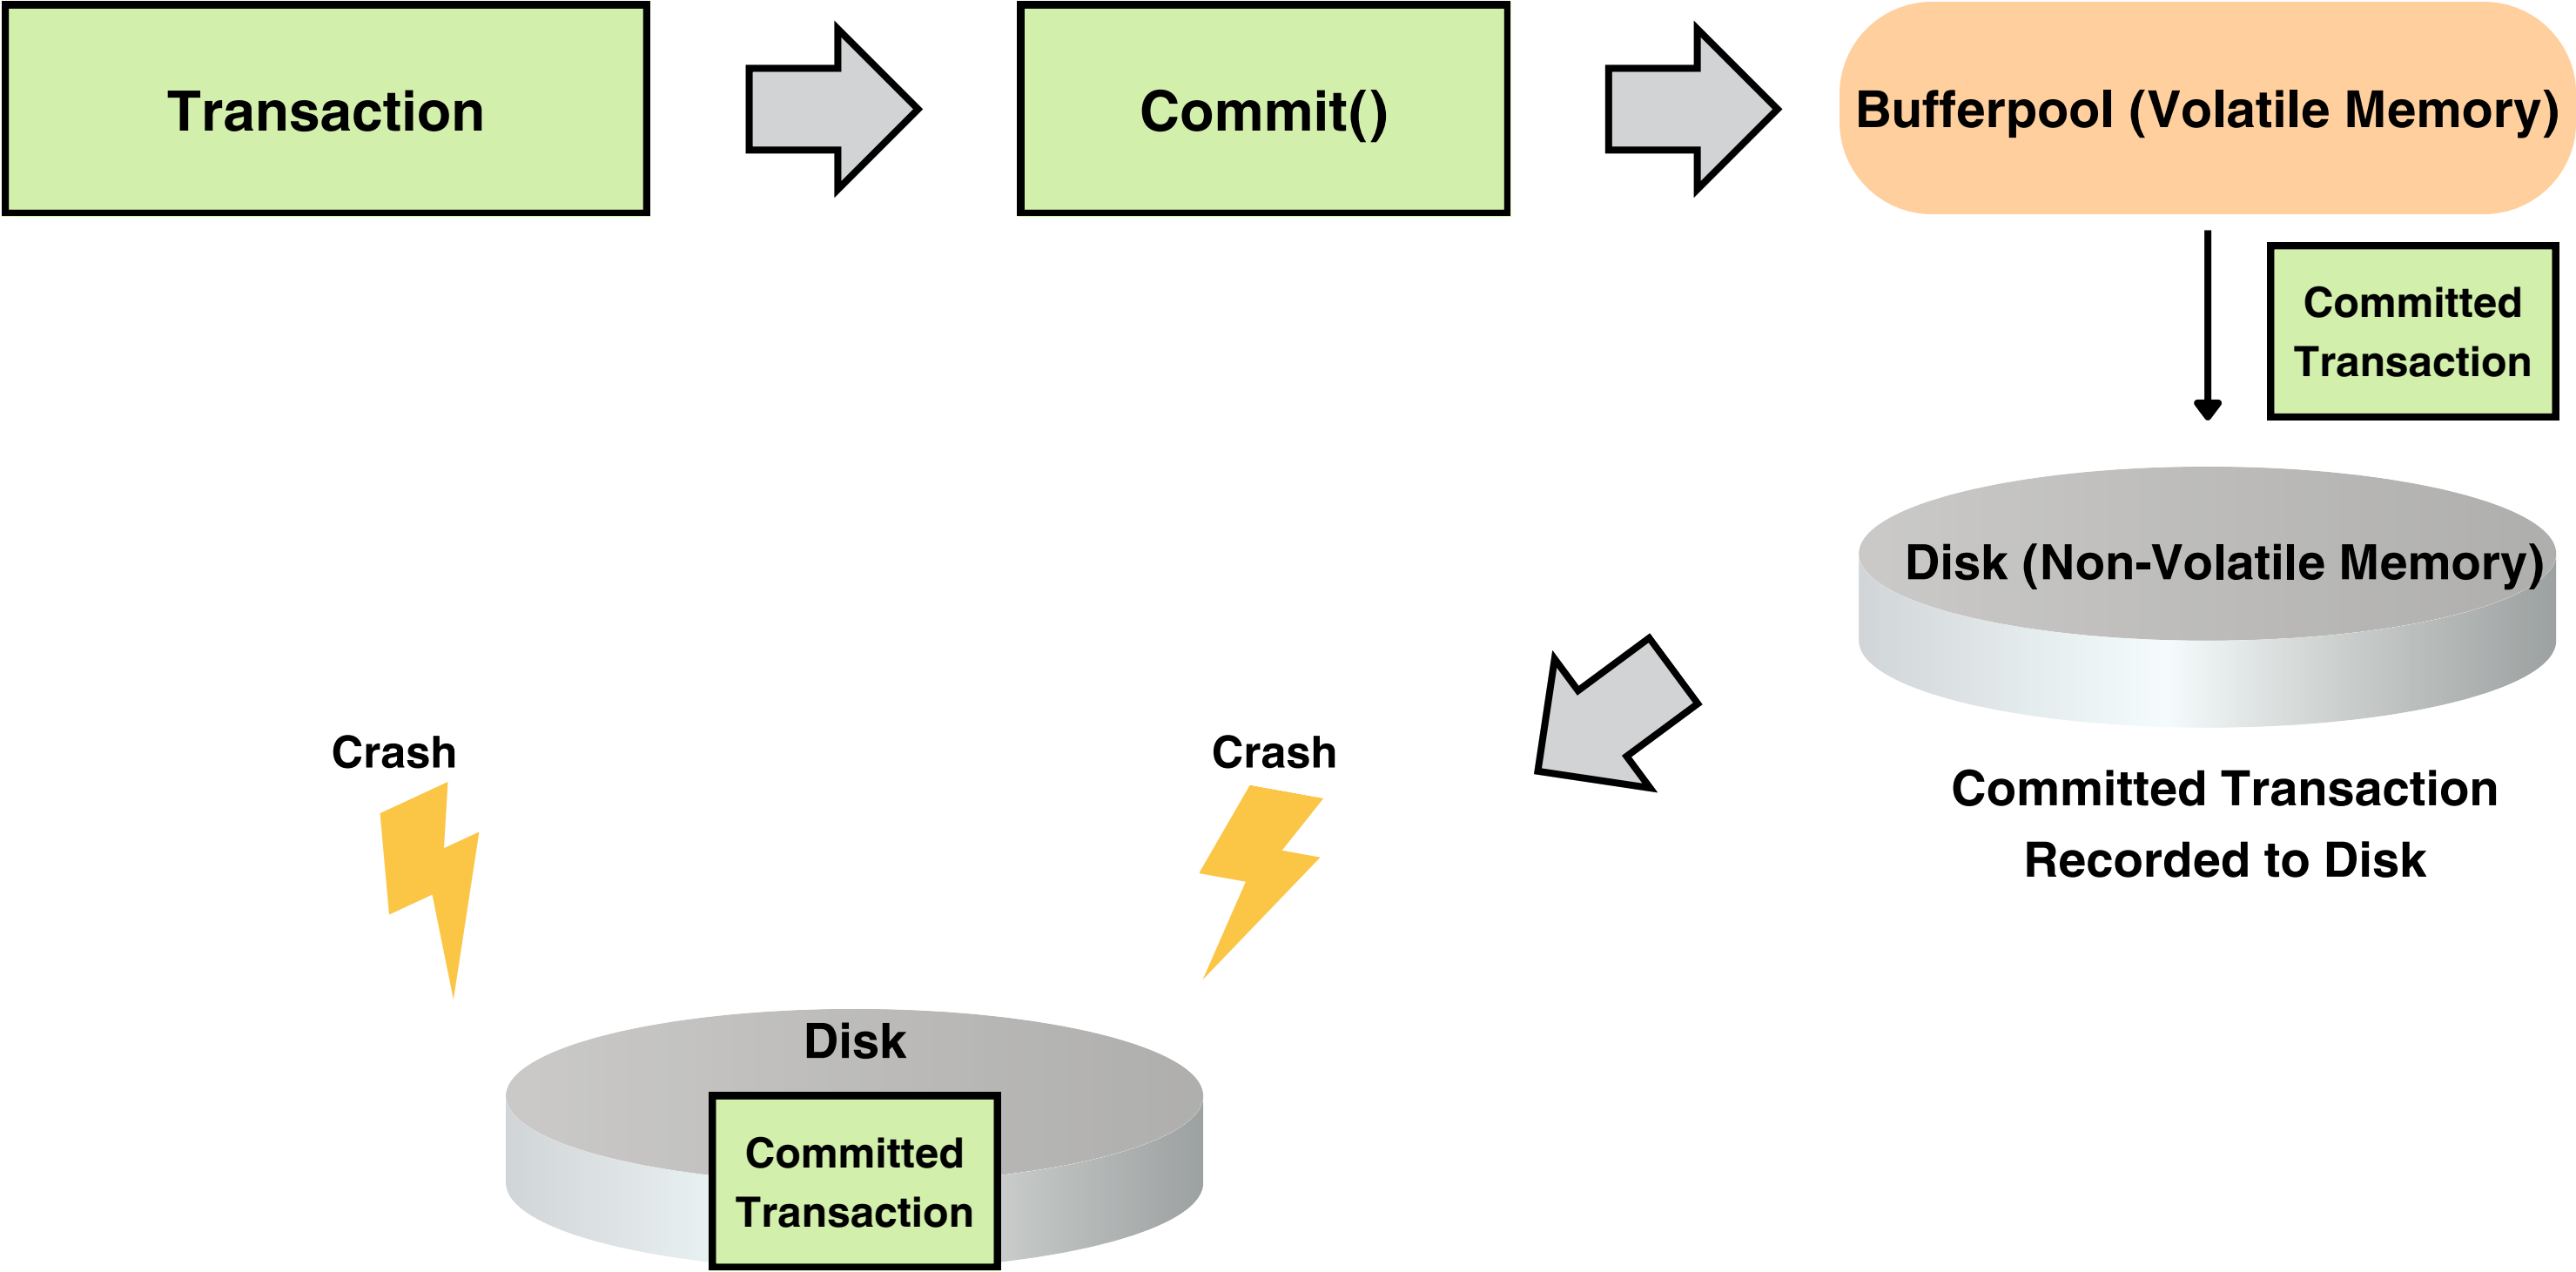 Transaction
Commit()
Bufferpool (Volatile Memory)
Committed
Transaction
Disk (Non-Volatile Memory)
Committed Transaction
Recorded to Disk
Crash
Crash
Disk
Committed
Transaction